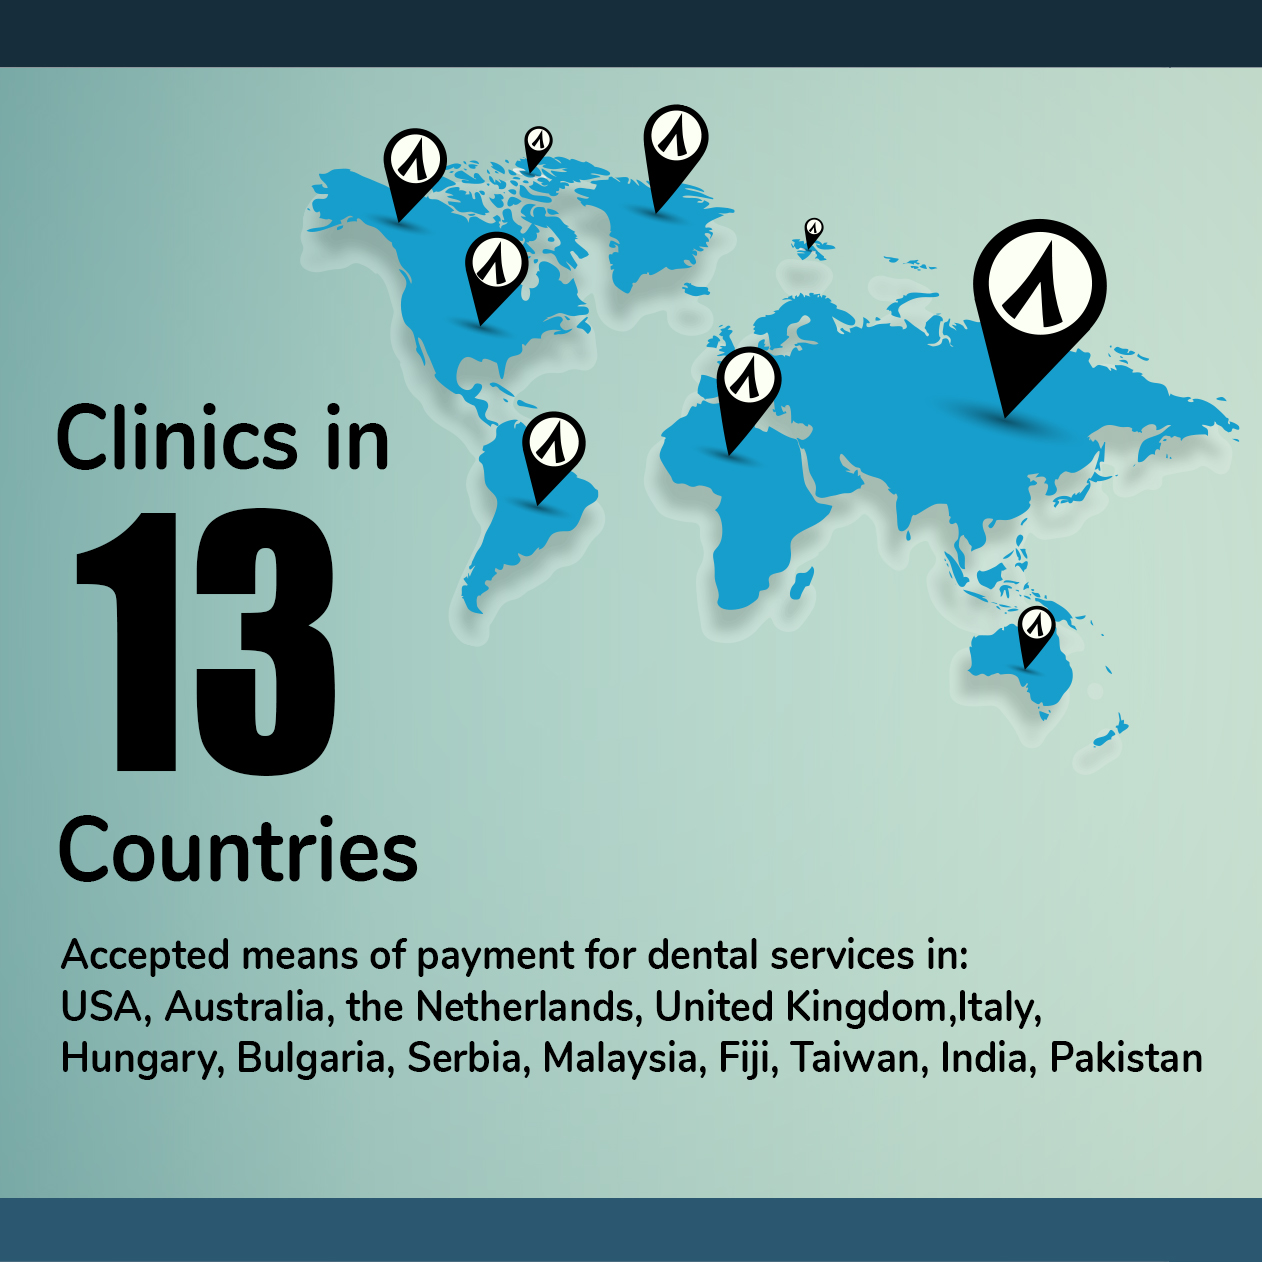 Clinics in
13
Countries
Accepted means of payment for dental services in:
USA, Australia, the Netherlands, United Kingdom,Italy,
Hungary, Bulgaria, Serbia, Malaysia, Fiji, Taiwan, India, Pakistan